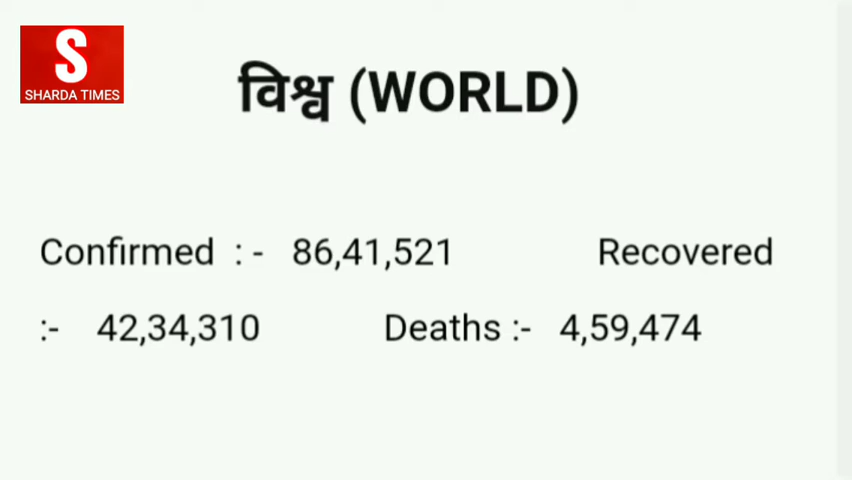 S
SHARDA TIMES
विश्व (WORLD)
Confirmed : - 86,41,521 Recovered
:- 42,34,310 Deaths :- 4,59,474